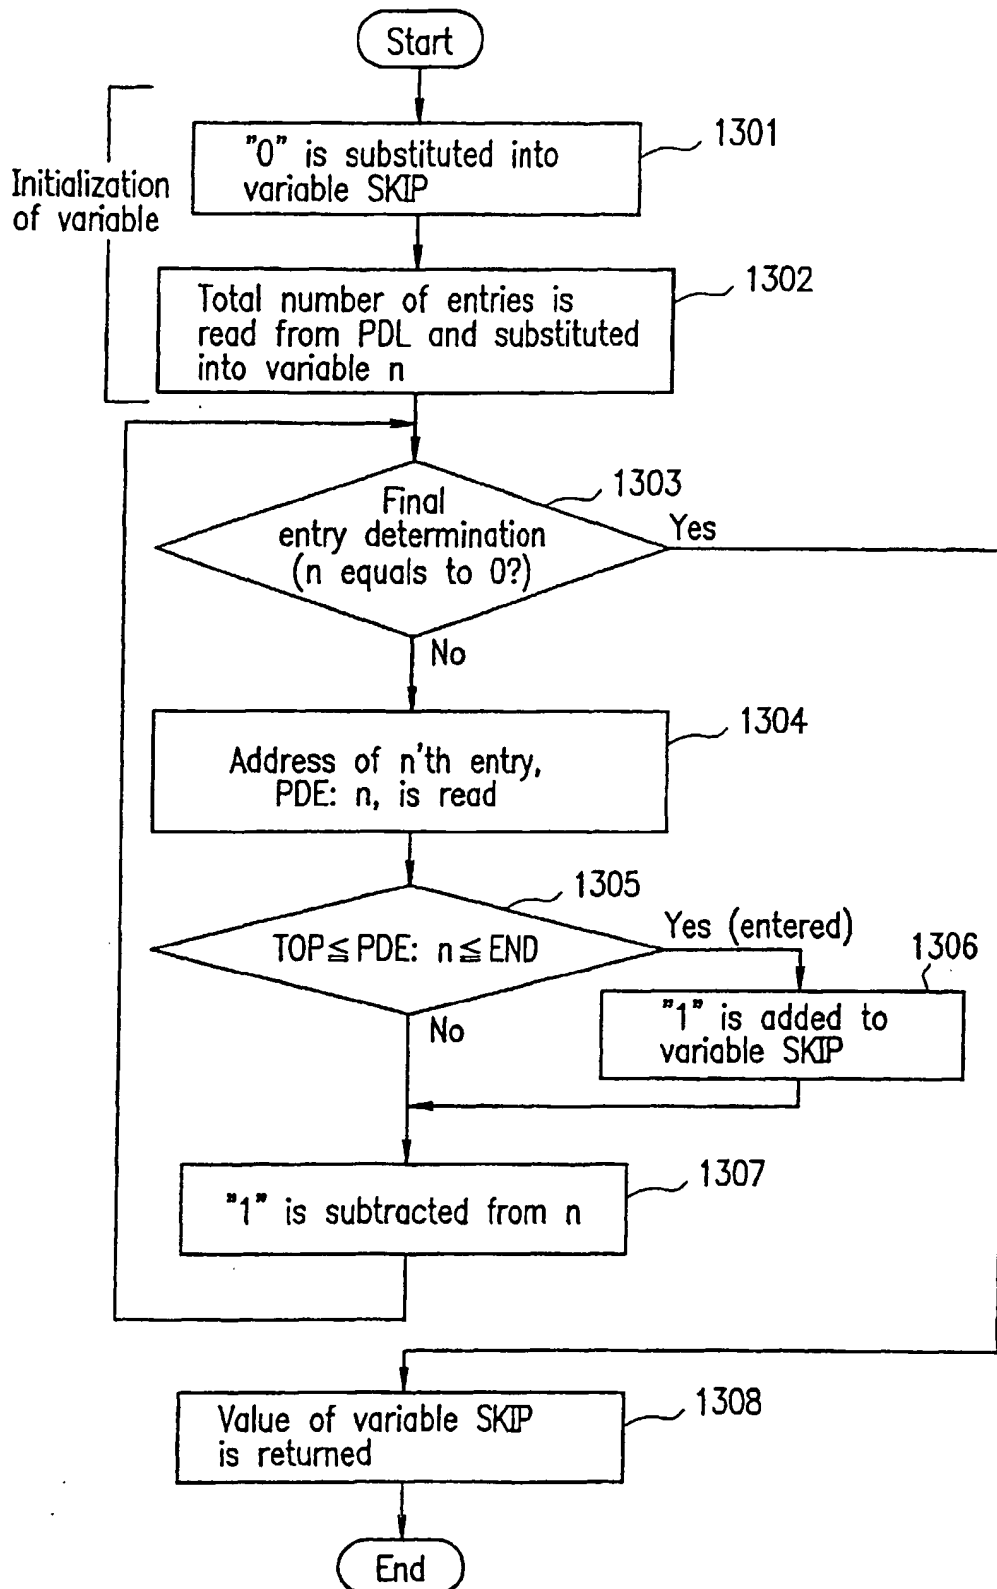 Start
1301
"0" is substituted into
variable SKIP
Initialization
of variable
1302
Total number of entries is
read from PDL and substituted
into variable n
1303
Final
entry determination
(n equals to 0?)
Yes
No
1304
Address of n'th entry,
PDE: n, is read
1305
TOP≦PDE: n≦END
Yes (entered)
No
1306
"1" is added to
variable SKIP
1307
"1" is subtracted from n
1308
Value of variable SKIP
is returned
End